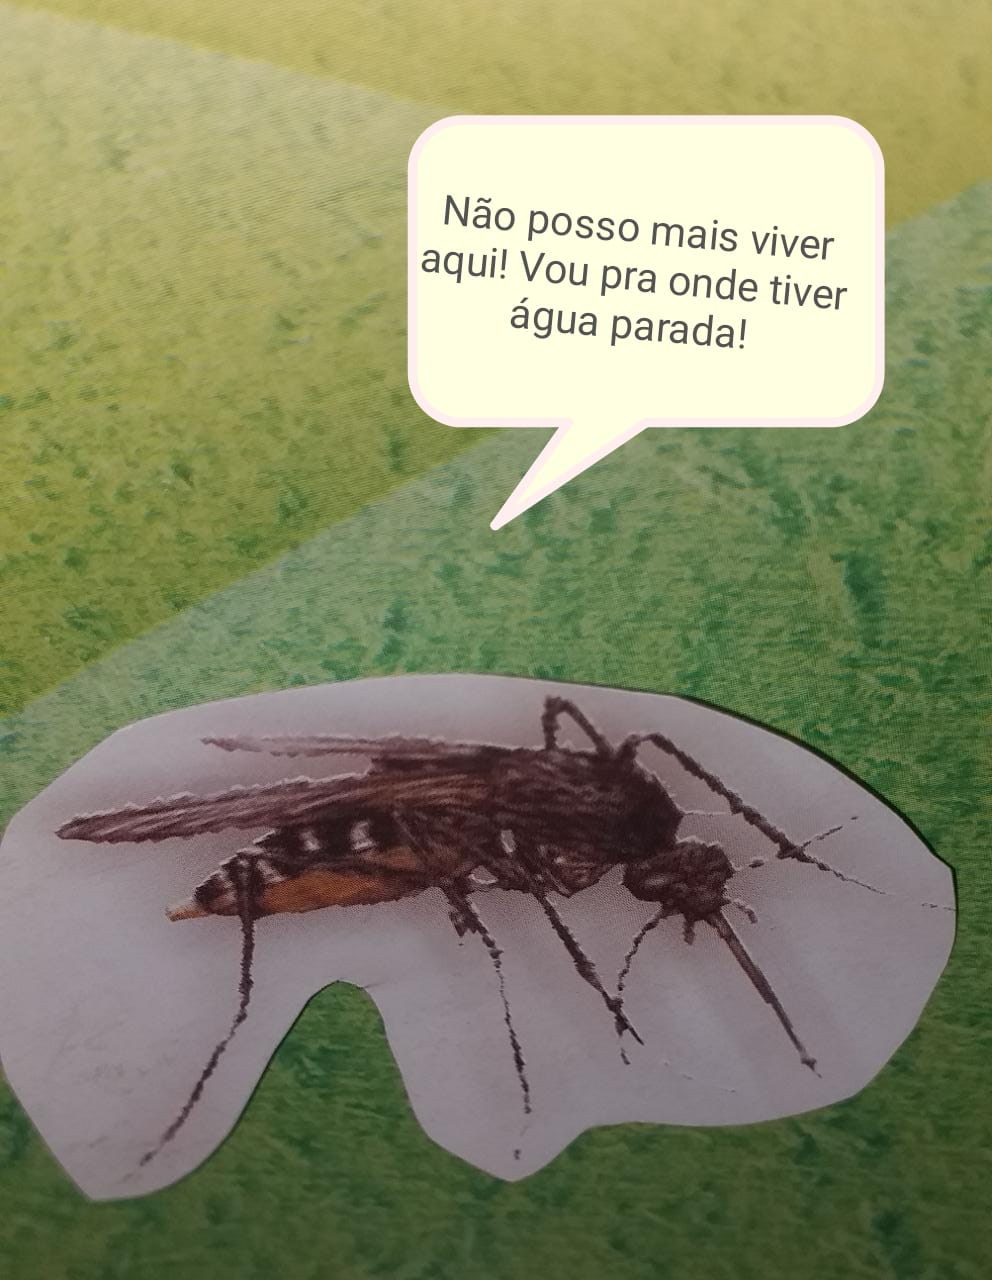 Não posso mais viver
aqui! Vou pra onde tiver
água parada!